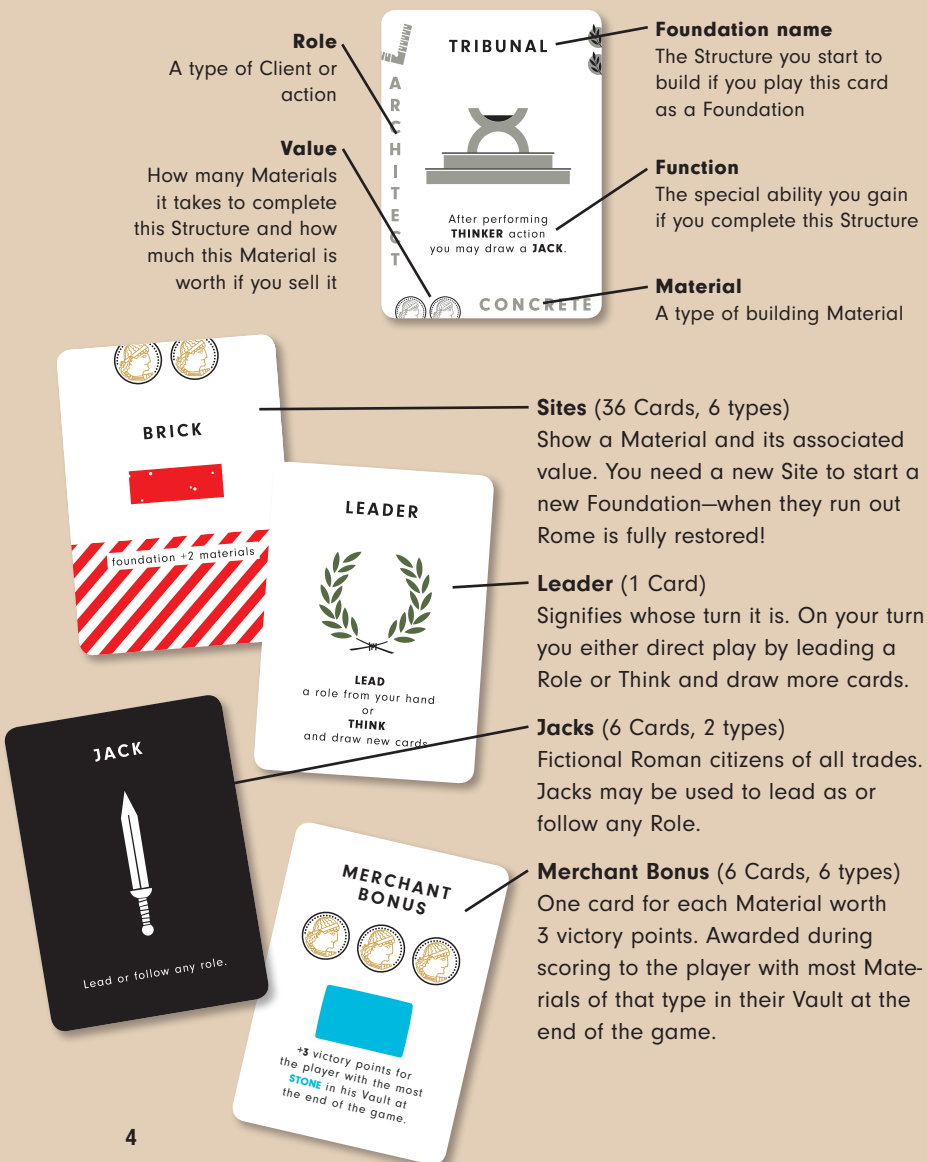 Role
A type of Client or
action
Value
How many Materials
it takes to complete
this Structure and how
much this Material is
worth if you sell it
TRIBUNAL
ARCHITECT
After performing
THINKER action
you may draw a JACK.
CONCRETE
Foundation name
The Structure you start to
build if you play this card
as a Foundation
Function
The special ability you gain
if you complete this Structure
Material
A type of building Material
BRICK
foundation +2 materials
LEADER
LEAD
a role from your hand
or
THINK
and draw new cards
JACK
Lead or follow any role.
MERCHANT
BONUS
+3 victory points for
the player with the most
STONE in his Vault at
the end of the game.
Sites (36 Cards, 6 types)
Show a Material and its associated
value. You need a new Site to start a
new Foundation—when they run out
Rome is fully restored!
Leader (1 Card)
Signifies whose turn it is. On your turn
you either direct play by leading a
Role or Think and draw more cards.
Jacks (6 Cards, 2 types)
Fictional Roman citizens of all trades.
Jacks may be used to lead as or
follow any Role.
Merchant Bonus (6 Cards, 6 types)
One card for each Material worth
3 victory points. Awarded during
scoring to the player with most Mate-
rials of that type in their Vault at the
end of the game.
4